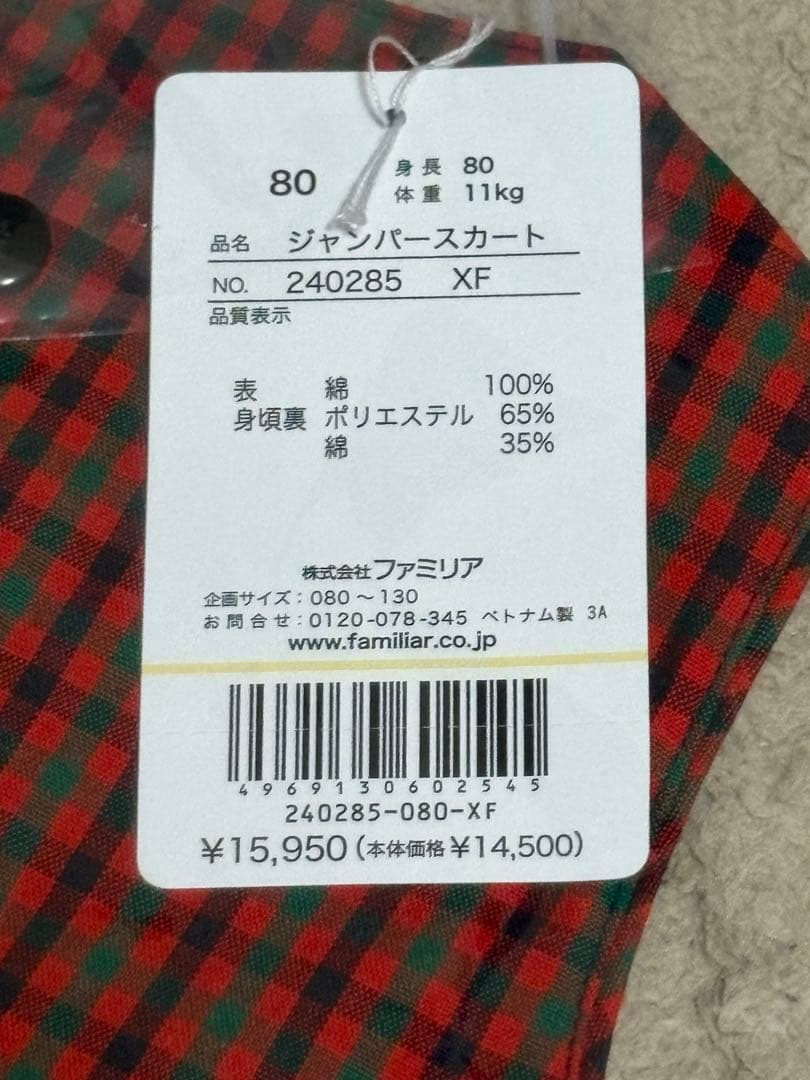 80
身長 80
体重 11kg
品名 ジャンパースカート
NO. 240285 XF
品質表示
表 綿 100%
身頃裏 ポリエステル 65%
綿 35%
株式会社ファミリア
企画サイズ：080～130
お問合せ：0120-078-345 ベトナム製 3A
www.familiar.co.jp
4969130602545
240285-080-XF
¥15,950(本体価格¥14,500)